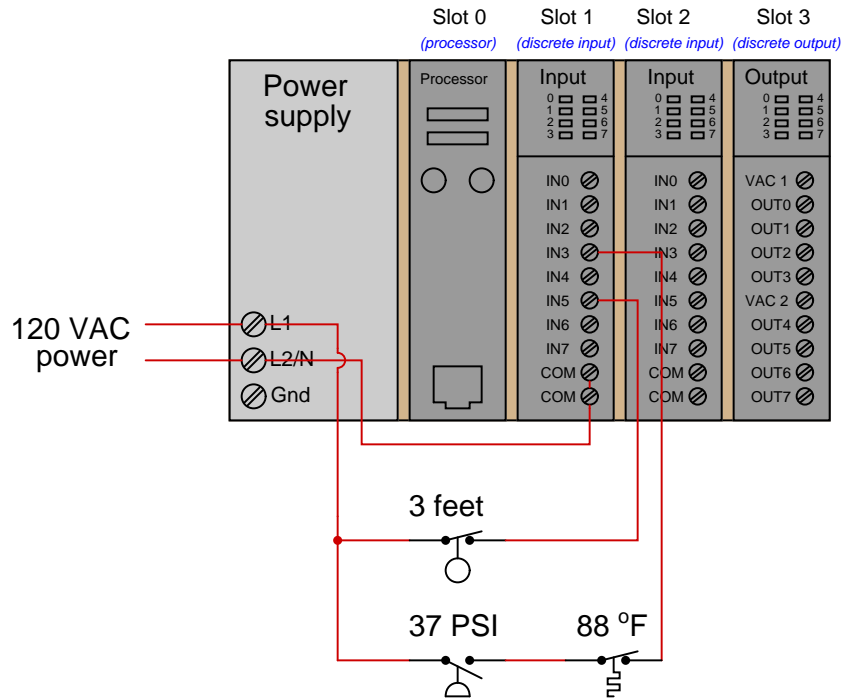 Slot 0 Slot 1 Slot 2 Slot 3
(processor) (discrete input) (discrete input) (discrete output)
Power
supply
Processor
Input
0 4
1 5
2 6
3 7
IN0
IN1
IN2
IN3
IN4
IN5
IN6
IN7
COM
COM
Input
0 4
1 5
2 6
3 7
IN0
IN1
IN2
IN3
IN4
IN5
IN6
IN7
COM
COM
Output
0 4
1 5
2 6
3 7
VAC 1
OUT0
OUT1
OUT2
OUT3
VAC 2
OUT4
OUT5
OUT6
OUT7
120 VAC
power
L1
L2/N
Gnd
3 feet
37 PSI
88 °F